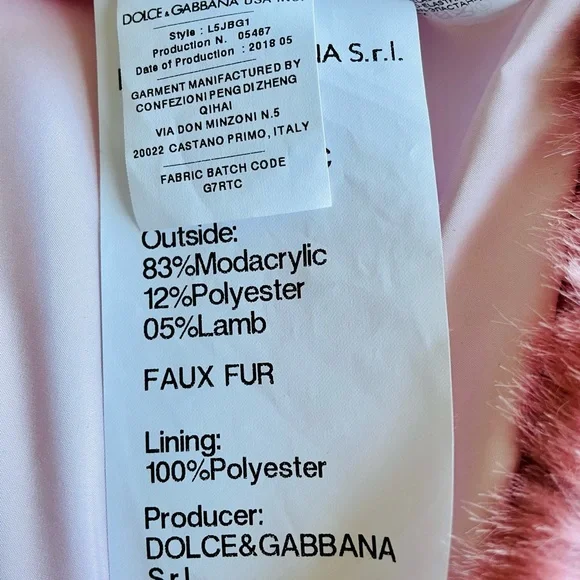 DOLCE&GABBANA USA
Style : L5JBG1
Production N. 05467
Date of Production : 2018 05
GARMENT MANUFACTURED BY
CONFEZIONI PENG DI ZHENG
QIHAI
VIA DON MINZONI N.5
20022 CASTANO PRIMO, ITALY
FABRIC BATCH CODE
G7RTC
S.r.l.
Outside:
83%Modacrylic
12%Polyester
05%Lamb
FAUX FUR
Lining:
100%Polyester
Producer:
DOLCE&GABBANA
S.r.l.